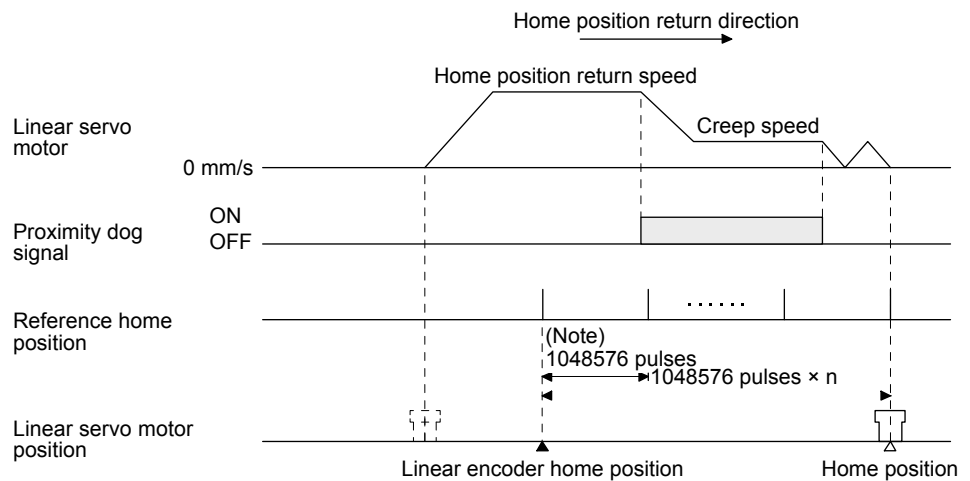 Home position return direction
Home position return speed
Linear servo
motor
Creep speed
0 mm/s
ON
Proximity dog
signal
OFF
Reference home
position
(Note)
1048576 pulses
1048576 pulses × n
Linear servo motor
position
Linear encoder home position
Home position